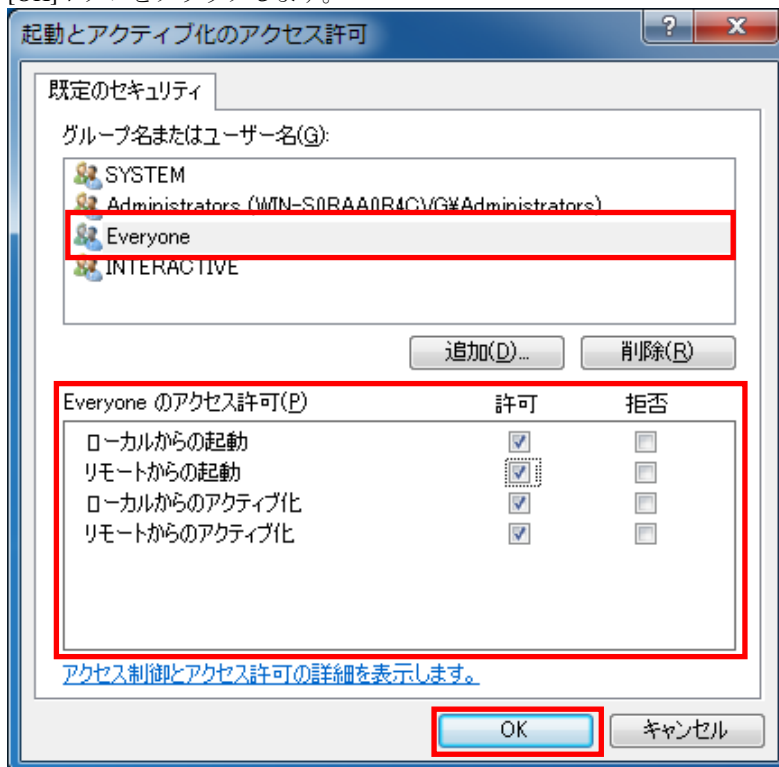 起動とアクティブ化のアクセス許可
既定のセキュリティ
グループ名またはユーザー名(G):
SYSTEM
Administrators (WIN-S0RAA0R4CVG¥Administrators)
Everyone
INTERACTIVE
追加(D)... 削除(R)
Everyone のアクセス許可(P) 許可 拒否
ローカルからの起動
リモートからの起動
ローカルからのアクティブ化
リモートからのアクティブ化
アクセス制御とアクセス許可の詳細を表示します。
OK キャンセル